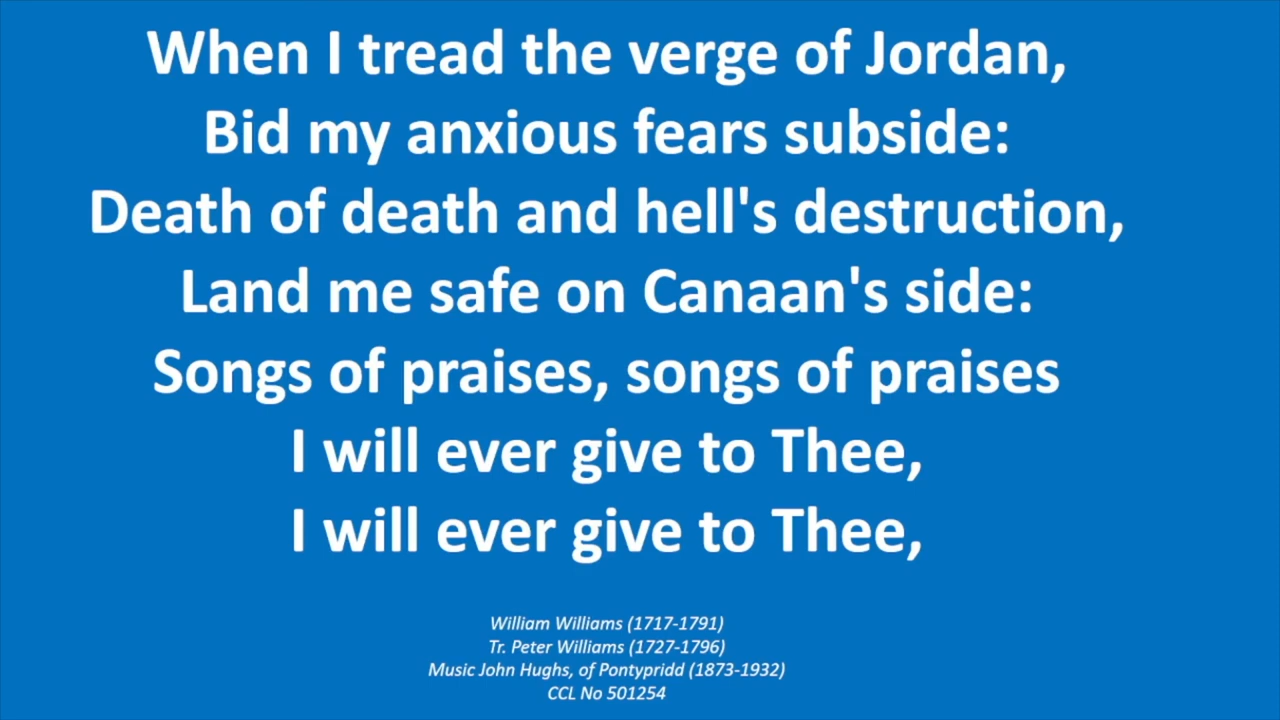 When I tread the verge of Jordan,
Bid my anxious fears subside:
Death of death and hell's destruction,
Land me safe on Canaan's side:
Songs of praises, songs of praises
I will ever give to Thee,
I will ever give to Thee,
William Williams (1717-1791)
Tr. Peter Williams (1727-1796)
Music John Hughs, of Pontypridd (1873-1932)
CCL No 501254